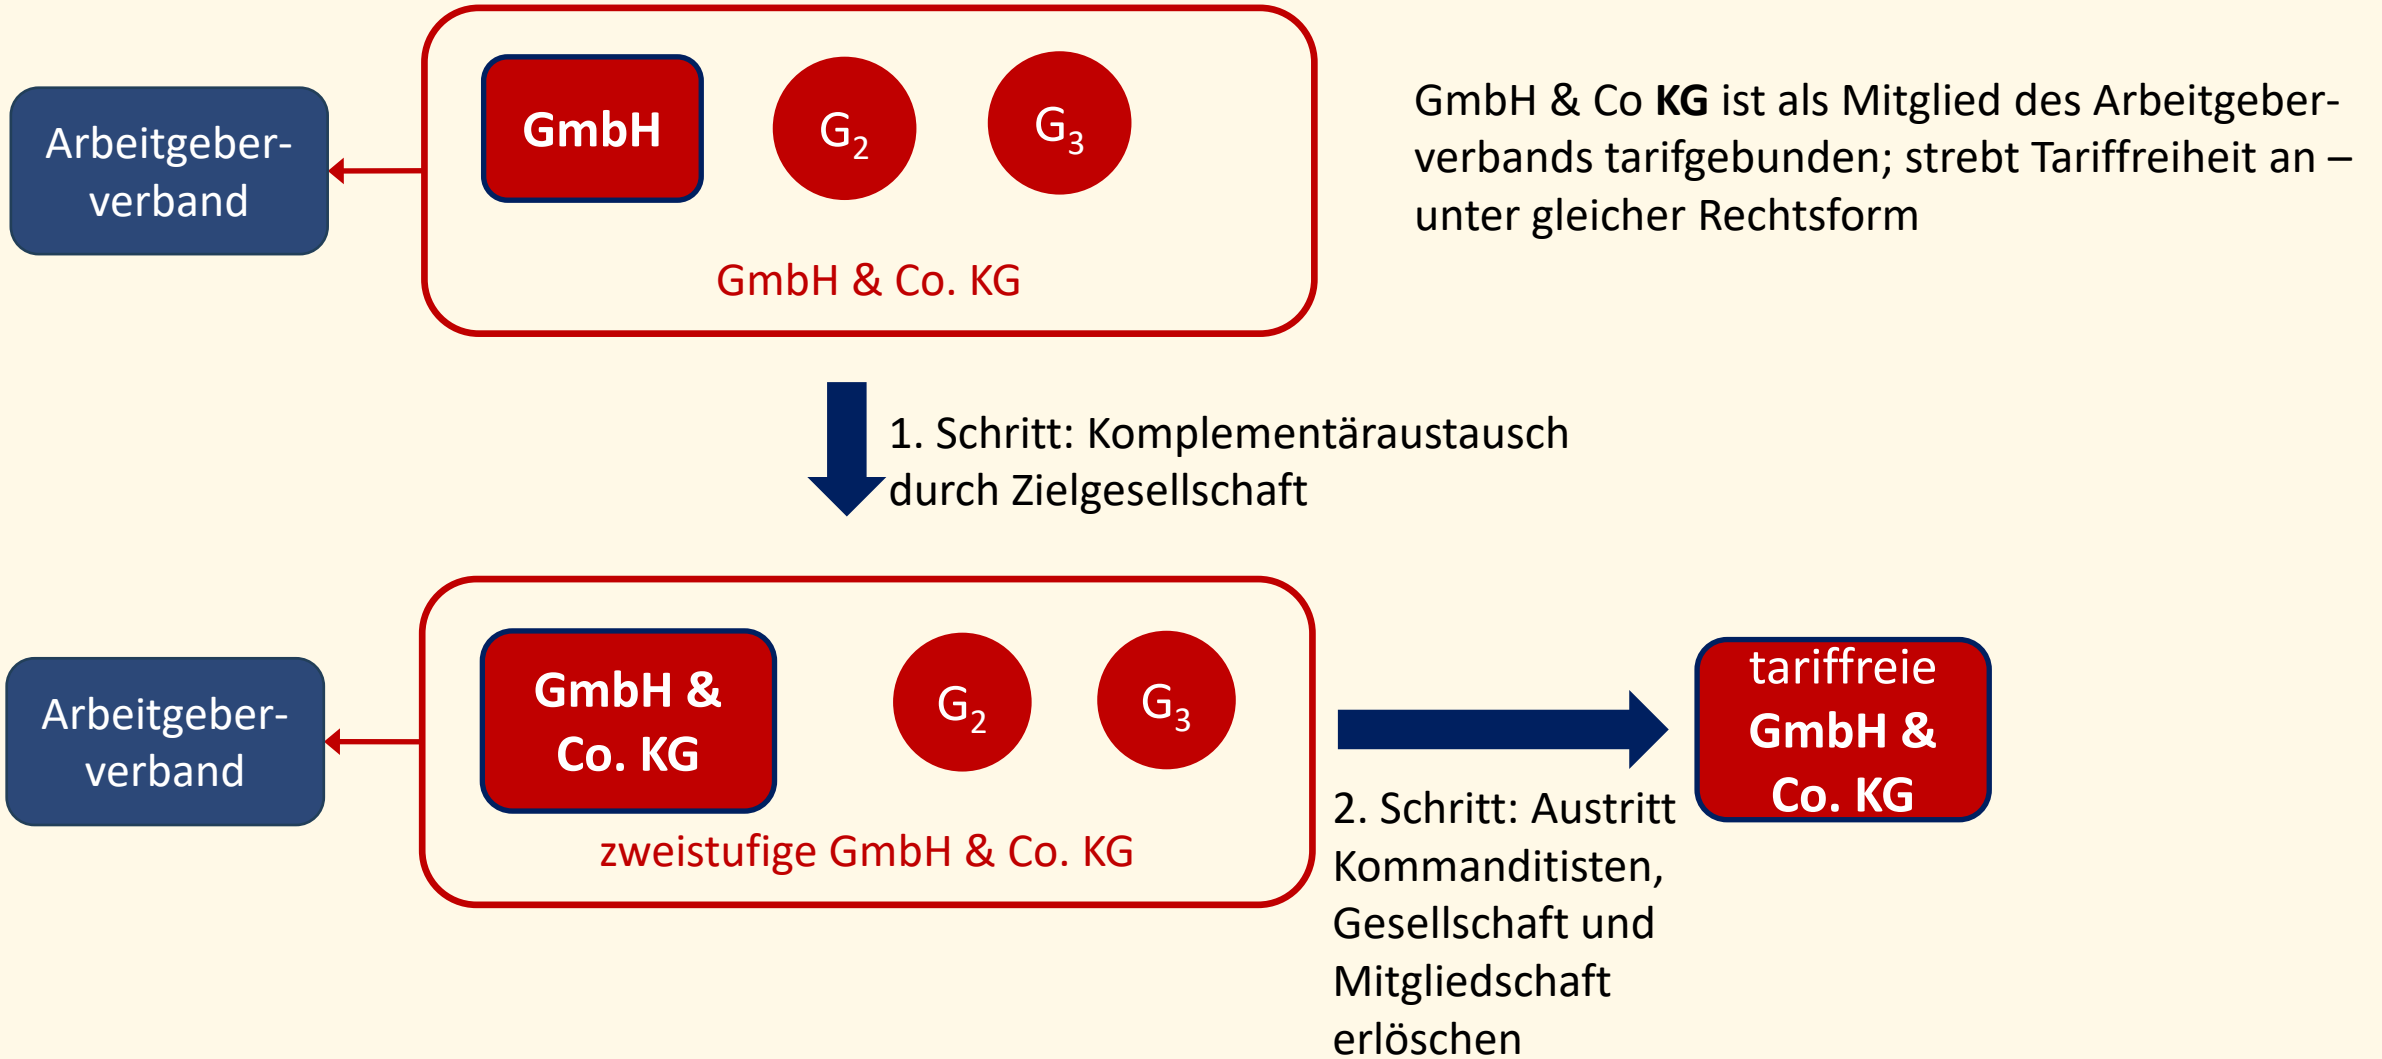 Arbeitgeber-
verband
GmbH
G2
G3
GmbH & Co. KG
GmbH & Co KG ist als Mitglied des Arbeitgeber-
verbands tarifgebunden; strebt Tariffreiheit an –
unter gleicher Rechtsform
1. Schritt: Komplementäraustausch
durch Zielgesellschaft
Arbeitgeber-
verband
GmbH &
Co. KG
G2
G3
zweistufige GmbH & Co. KG
2. Schritt: Austritt
Kommanditisten,
Gesellschaft und
Mitgliedschaft
erlöschen
tariffreie
GmbH &
Co. KG